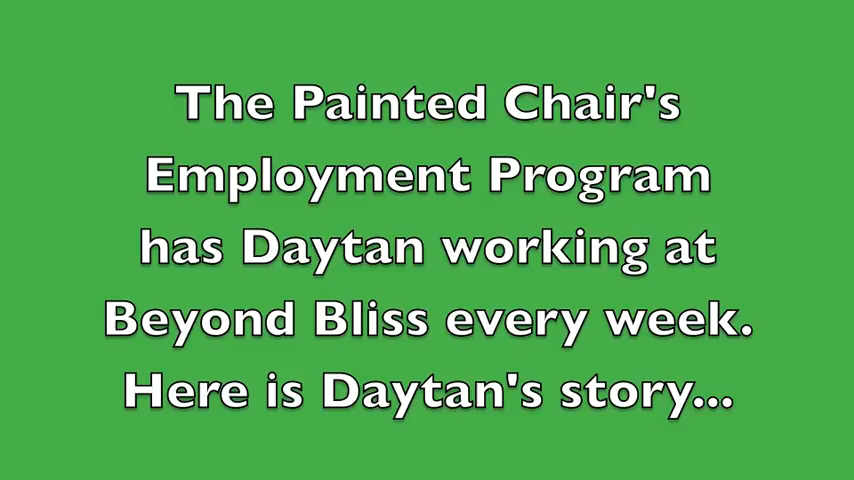 The Painted Chair's
Employment Program
has Daytan working at
Beyond Bliss every week.
Here is Daytan's story...